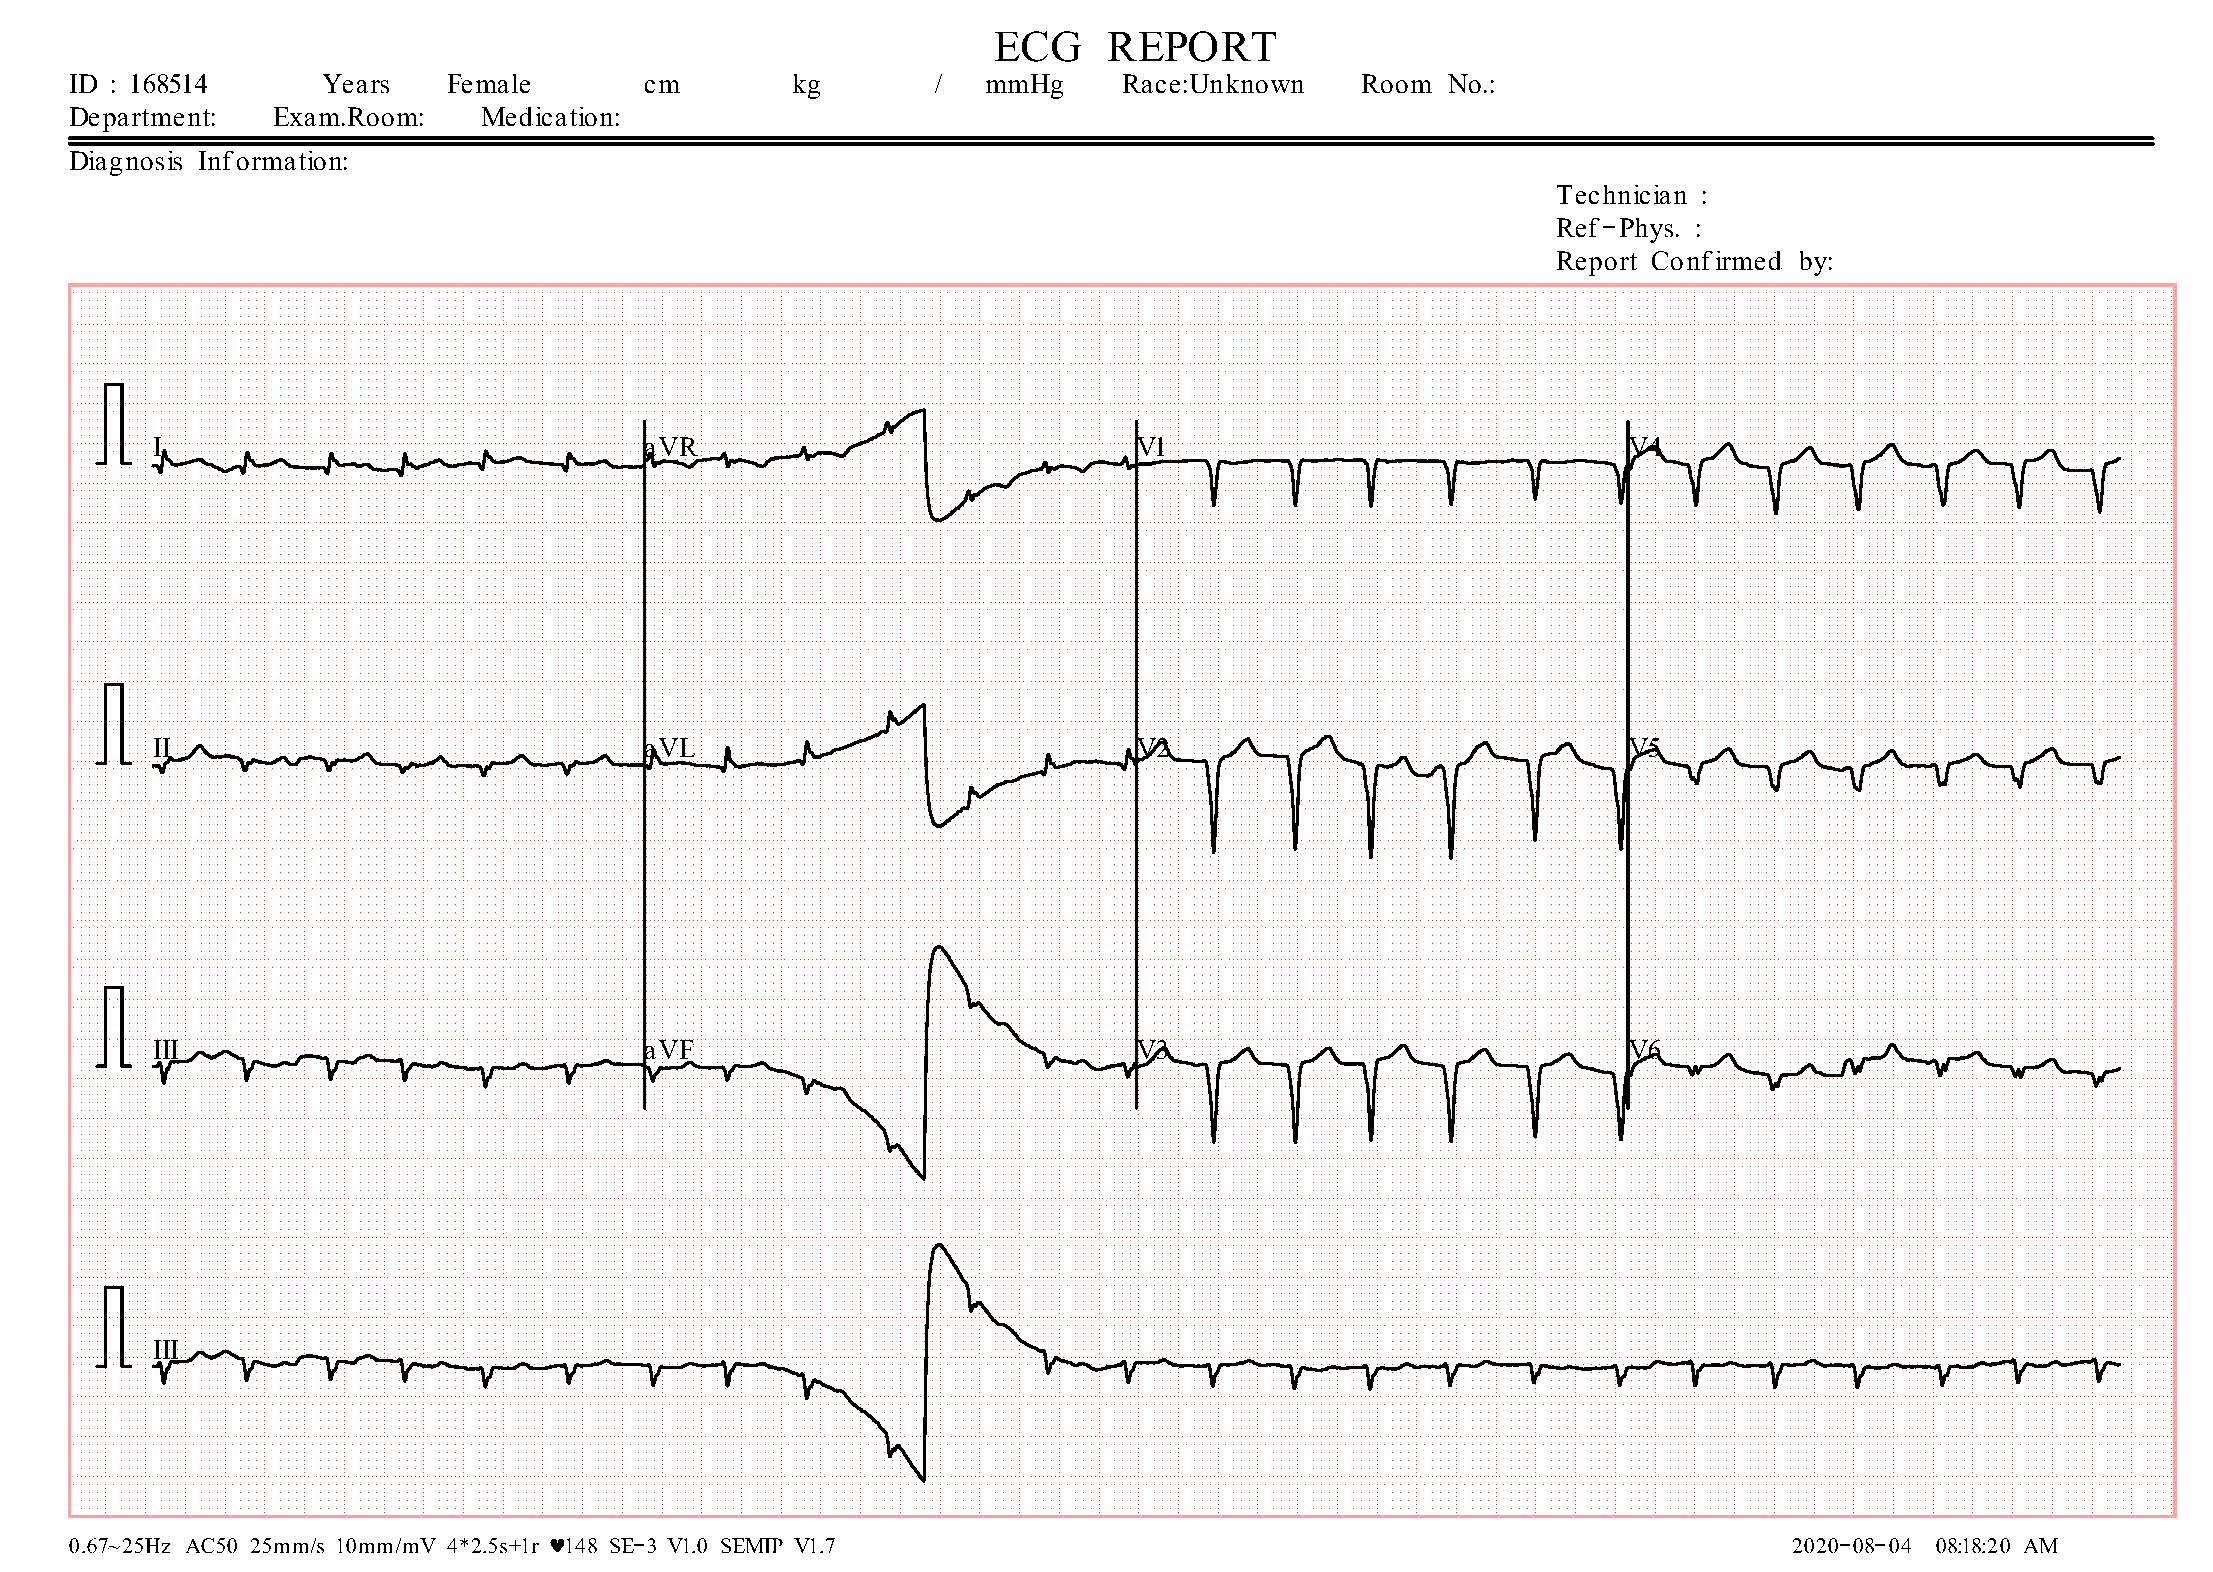 ECG REPORT
ID : 168514 Years Female cm kg / mmHg Race:Unknown Room No.:
Department: Exam.Room: Medication:
Diagnosis Information:
Technician :
Ref-Phys. :
Report Confirmed by:
I aVR V1 V4
II aVL V2 V5
III aVF V3 V6
III
0.67~25Hz AC50 25mm/s 10mm/mV 4*2.5s+1r ♥148 SE-3 V1.0 SEMIP V1.7 2020-08-04 08:18:20 AM